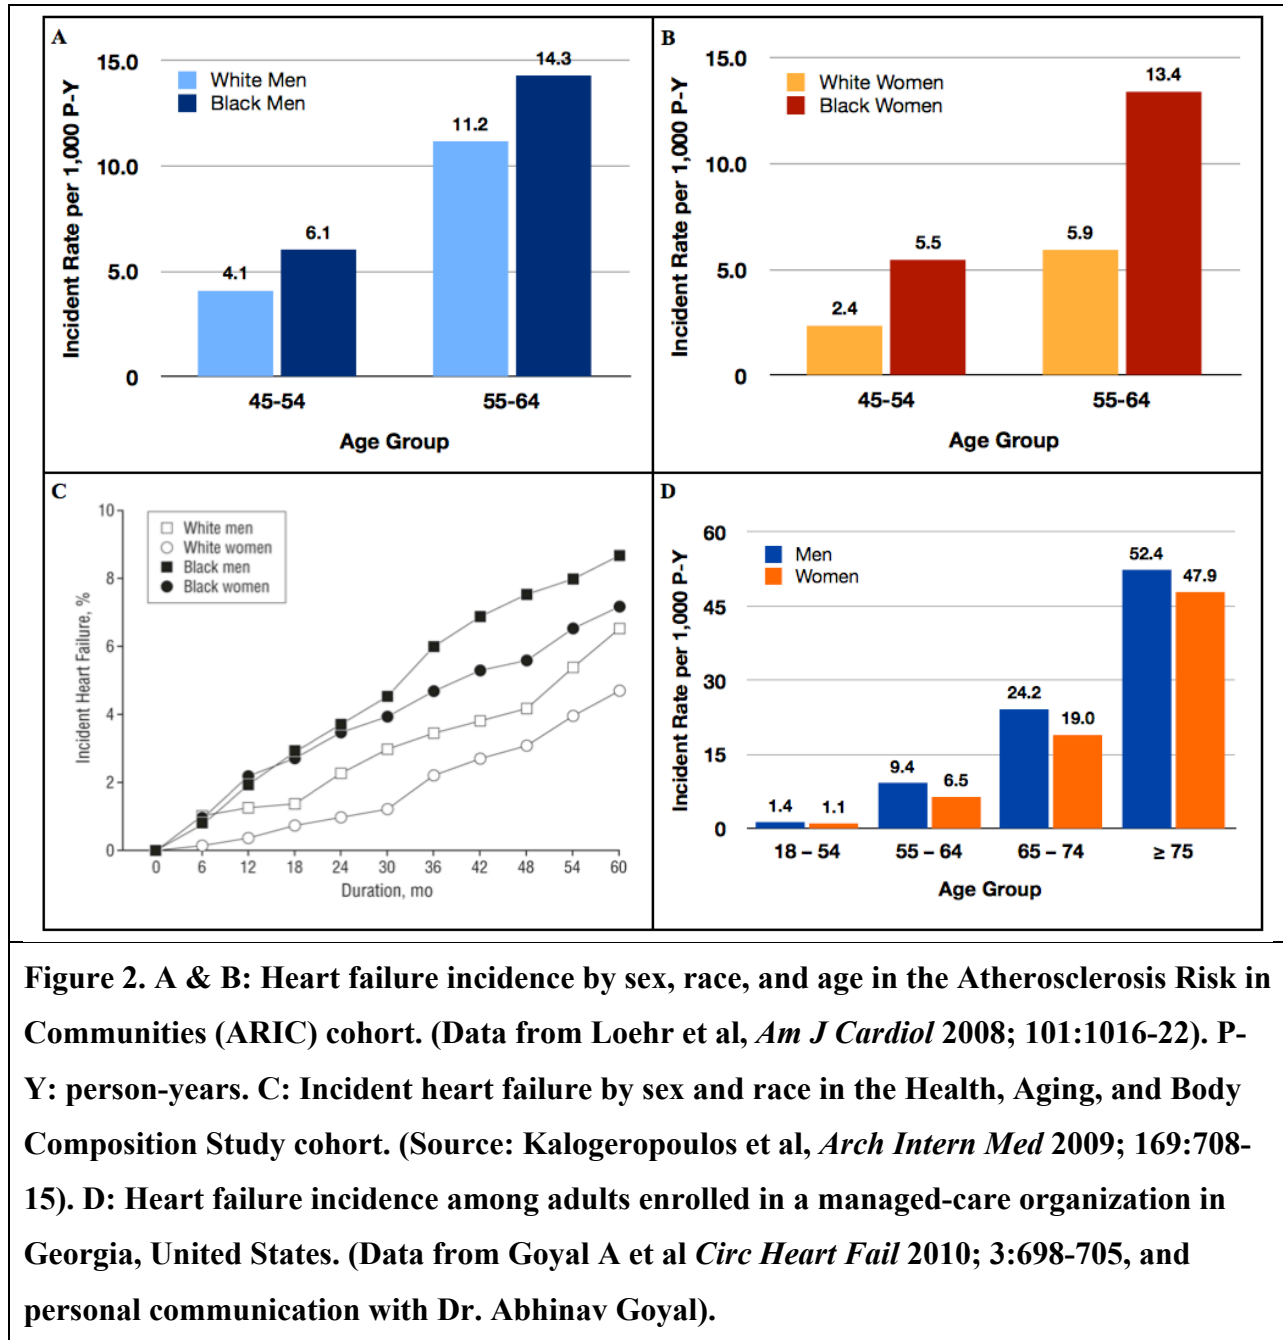 A
15.0
10.0
5.0
0
Incident Rate per 1,000 P-Y
White Men
Black Men
4.1
6.1
11.2
14.3
45-54
55-64
Age Group
B
15.0
10.0
5.0
0
Incident Rate per 1,000 P-Y
White Women
Black Women
2.4
5.5
5.9
13.4
45-54
55-64
Age Group
C
10
8
6
4
2
0
Incident Heart Failure, %
White men
White women
Black men
Black women
0 6 12 18 24 30 36 42 48 54 60
Duration, mo
D
60
45
30
15
0
Incident Rate per 1,000 P-Y
Men
Women
1.4
1.1
9.4
6.5
24.2
19.0
52.4
47.9
18 – 54
55 – 64
65 – 74
≥ 75
Age Group
Figure 2. A & B: Heart failure incidence by sex, race, and age in the Atherosclerosis Risk in
Communities (ARIC) cohort. (Data from Loehr et al, Am J Cardiol 2008; 101:1016-22). P-
Y: person-years. C: Incident heart failure by sex and race in the Health, Aging, and Body
Composition Study cohort. (Source: Kalogeropoulos et al, Arch Intern Med 2009; 169:708-
15). D: Heart failure incidence among adults enrolled in a managed-care organization in
Georgia, United States. (Data from Goyal A et al Circ Heart Fail 2010; 3:698-705, and
personal communication with Dr. Abhinav Goyal).